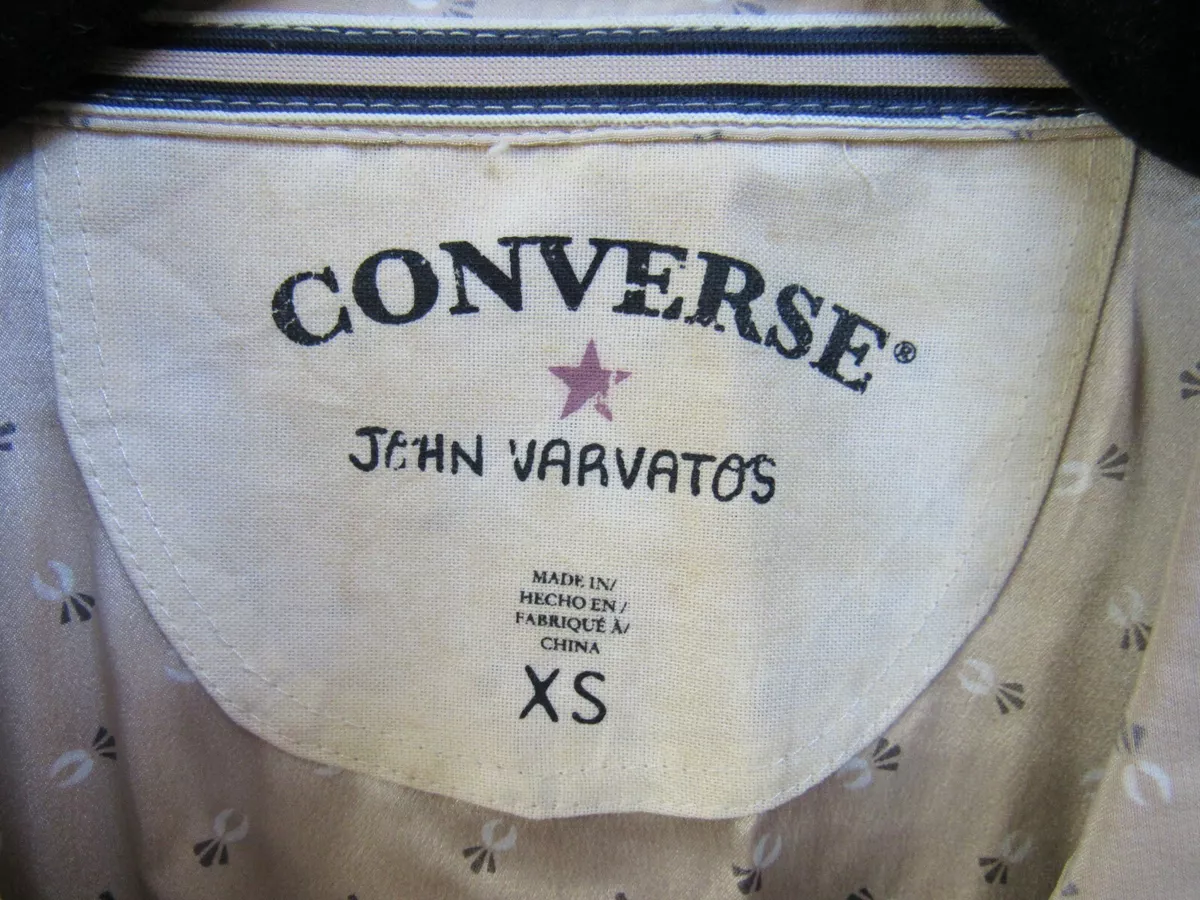 CONVERSE®
JOHN VARVATOS
MADE IN/
HECHO EN /
FABRIQUÉ À/
CHINA
XS